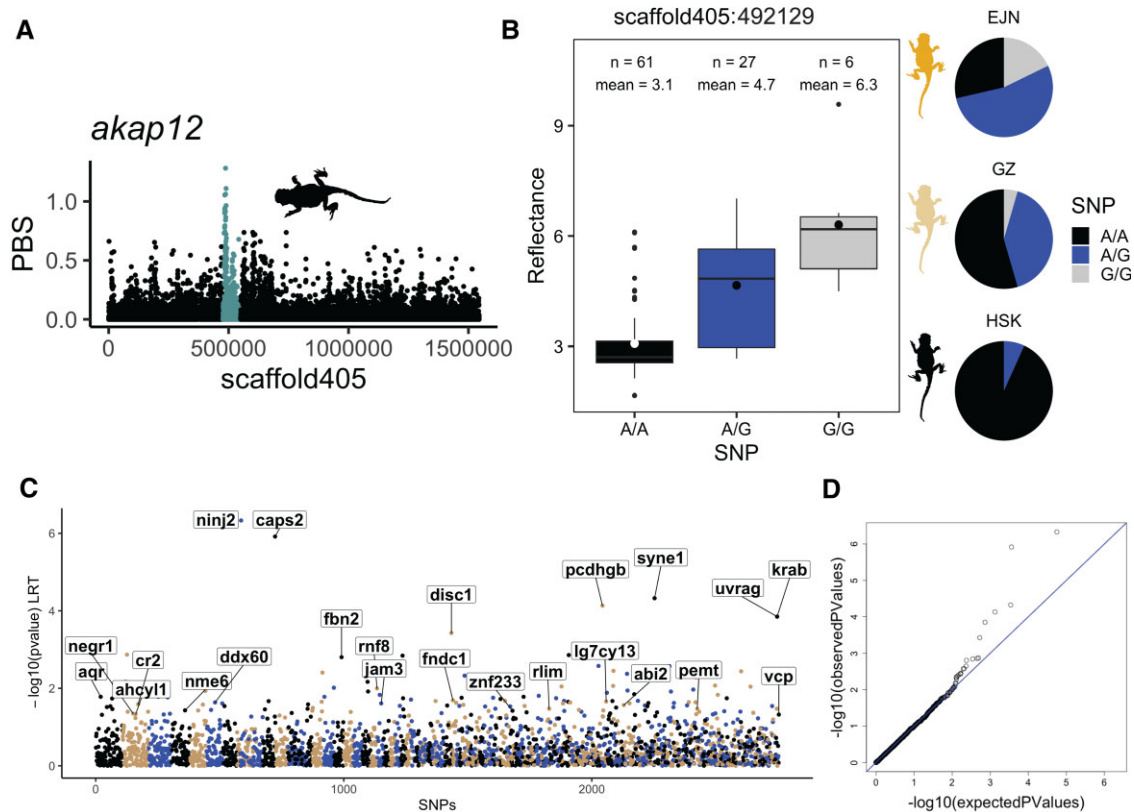 A
akap12
PBS
1.0
0.5
0.0
0
500000
1000000
1500000
scaffold405
B
scaffold405:492129
n = 61
n = 27
n = 6
mean = 3.1
mean = 4.7
mean = 6.3
Reflectance
9
6
3
A/A
A/G
G/G
SNP
EJN
GZ
HSK
SNP
A/A
A/G
G/G
C
−log10(pvalue) LRT
6
4
2
0
ninj2
caps2
pcdhgb
syne1
uvrag
krab
disc1
fbn2
negr1
cr2
ddx60
rnf8
lg7cy13
aqr
ahcyl1
nme6
jam3
fndc1
znf233
rlim
abi2
pemt
vcp
0
1000
2000
SNPs
D
-log10(observedPValues)
6
5
4
3
2
1
0
0
1
2
3
4
5
6
-log10(expectedPValues)